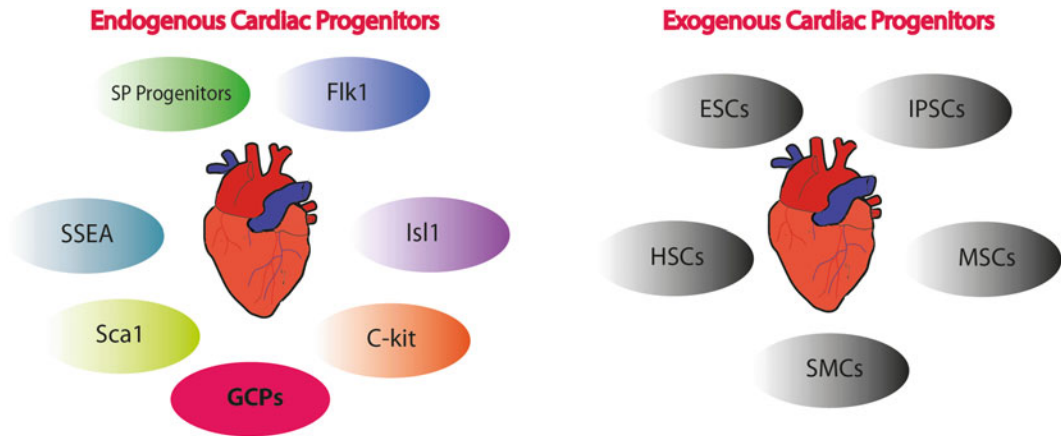 Endogenous Cardiac Progenitors
SP Progenitors
Flk1
SSEA
Isl1
Sca1
C-kit
GCPs
Exogenous Cardiac Progenitors
ESCs
IPSCs
HSCs
MSCs
SMCs